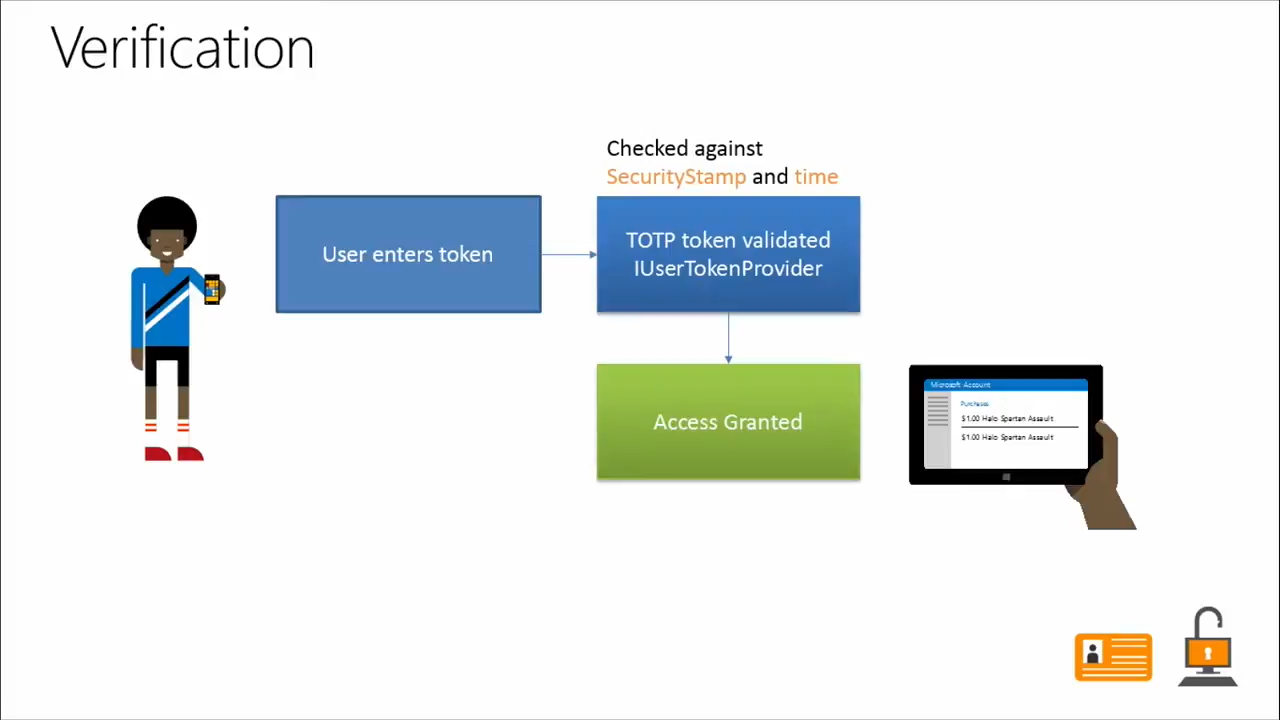 Verification
Checked against
SecurityStamp and time
User enters token
TOTP token validated
IUserTokenProvider
Access Granted
Microsoft Account
Purchases
$1.00 Halo Spartan Assault
$1.00 Halo Spartan Assault